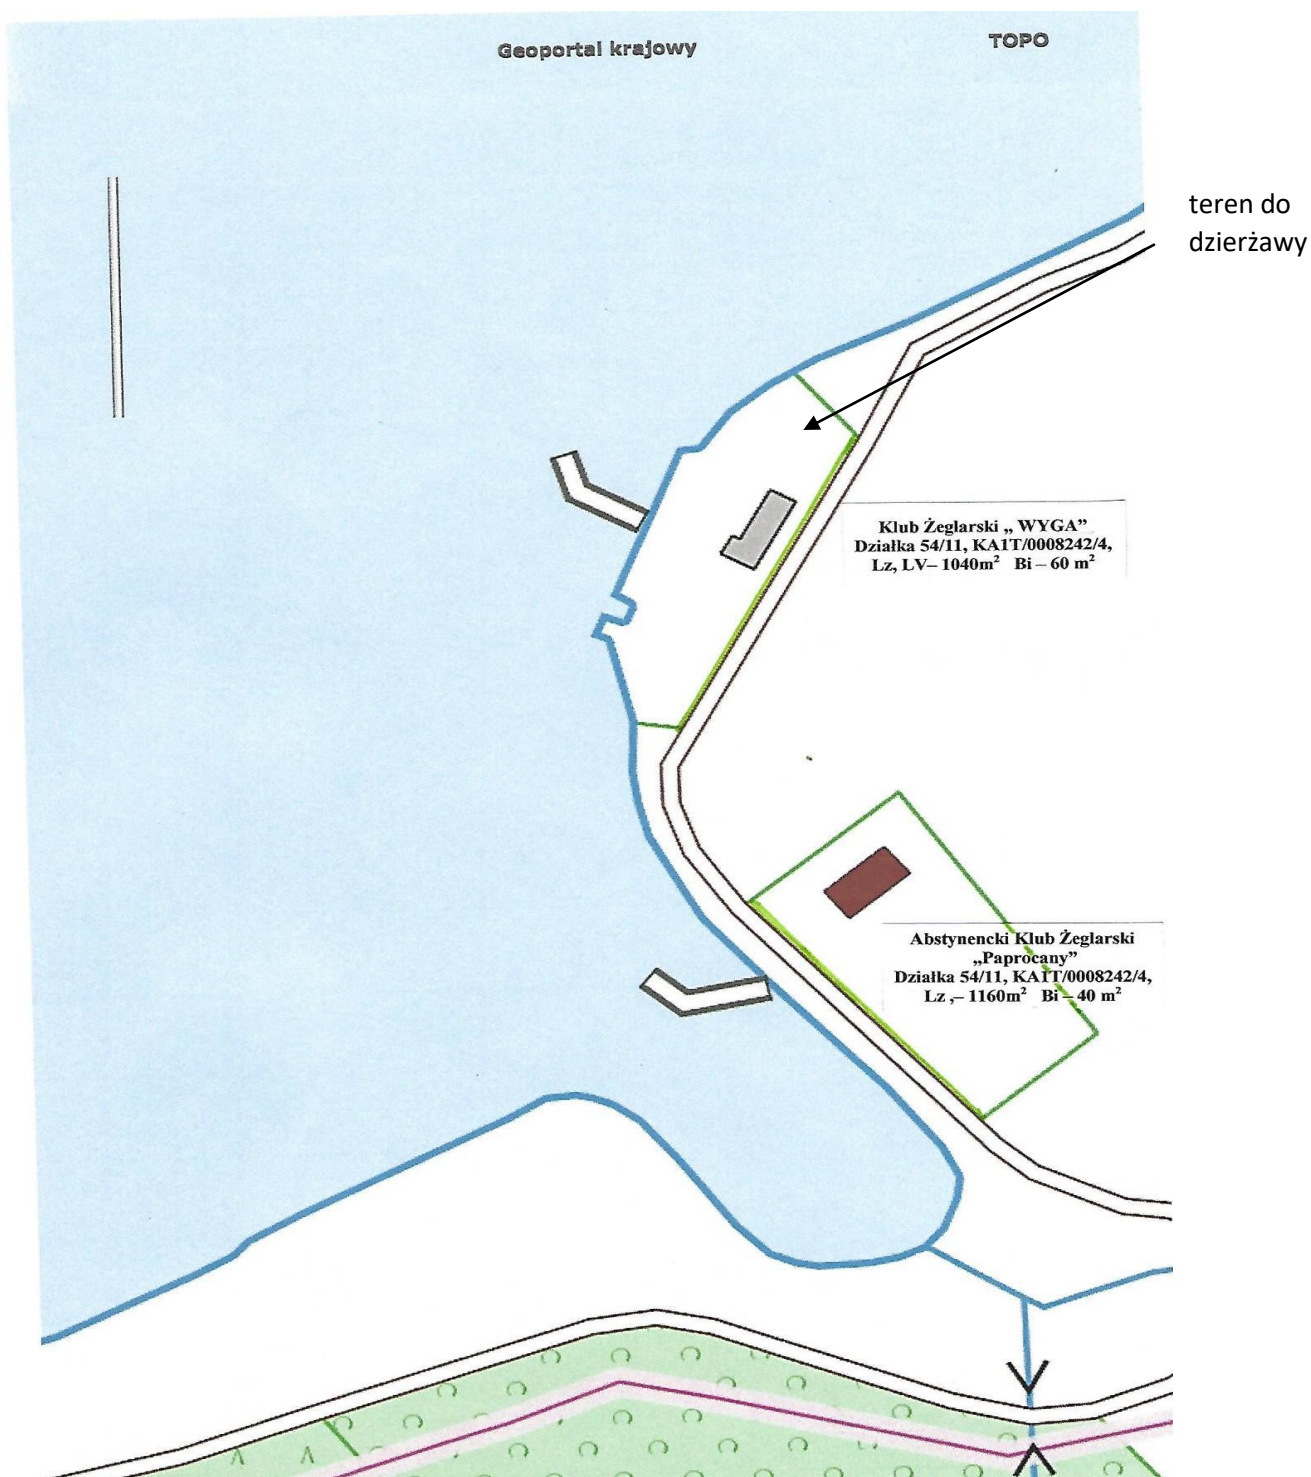 Geoportal krajowy
TOPO
teren do
dzierżawy
Klub Żeglarski „ WYGA”
Działka 54/11, KA1T/0008242/4,
Lz, LV– 1040m² Bi – 60 m²
Abstynencki Klub Żeglarski
„Paprocany”
Działka 54/11, KA1T/0008242/4,
Lz ,– 1160m² Bi – 40 m²